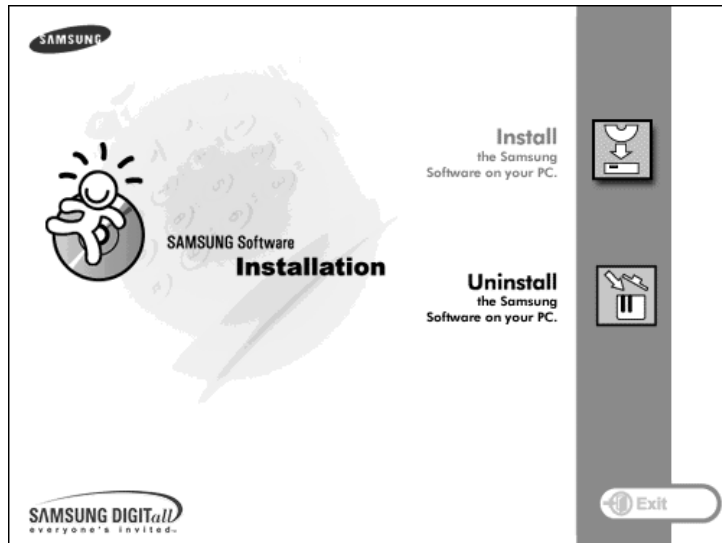 SAMSUNG
Install
the Samsung
Software on your PC.
SAMSUNG Software
Installation
Uninstall
the Samsung
Software on your PC.
SAMSUNG DIGITall
everyone's invited™
Exit